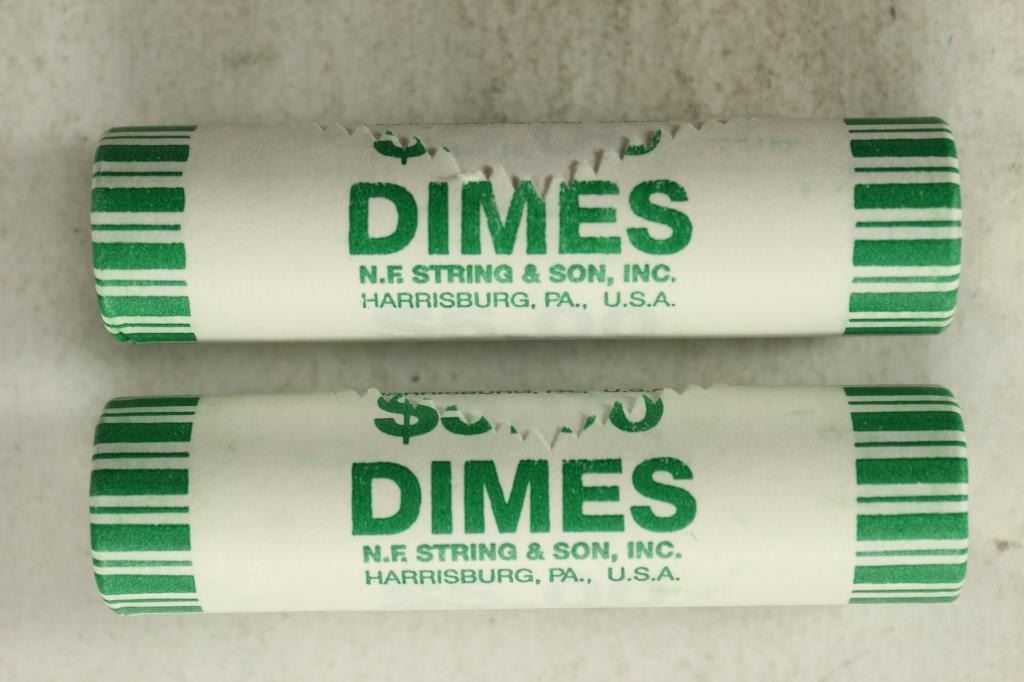 DIMES
N.F. STRING & SON, INC.
HARRISBURG, PA., U.S.A.
DIMES
N.F. STRING & SON, INC.
HARRISBURG, PA., U.S.A.